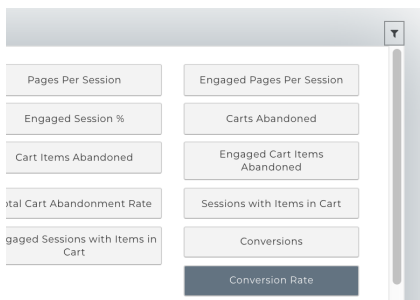 Pages Per Session
Engaged Pages Per Session
Engaged Session %
Carts Abandoned
Cart Items Abandoned
Engaged Cart Items
Abandoned
otal Cart Abandonment Rate
Sessions with Items in Cart
gaged Sessions with Items in
Cart
Conversions
Conversion Rate